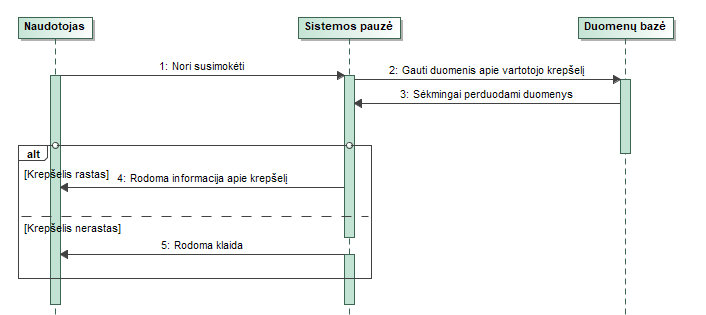 Naudotojas
Sistemos pauzė
Duomenų bazė
1: Nori susimokėti
2: Gauti duomenis apie vartotojo krepšelį
3: Sėkmingai perduodami duomenys
alt
[Krepšelis rastas]
4: Rodoma informacija apie krepšelį
[Krepšelis nerastas]
5: Rodoma klaida